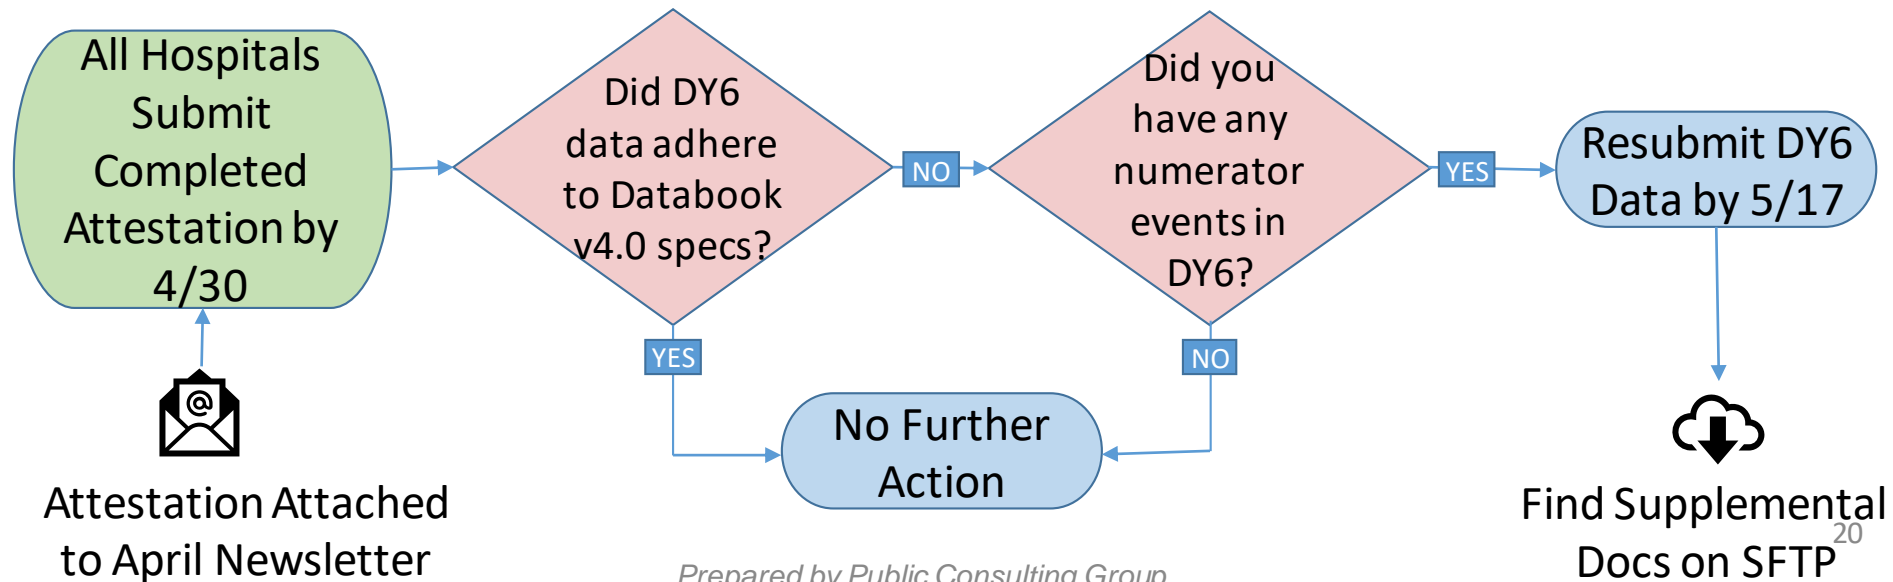 All Hospitals
Submit
Completed
Attestation by
4/30
Did DY6
data adhere
to Databook
v4.0 specs?
NO
Did you
have any
numerator
events in
DY6?
YES
Resubmit DY6
Data by 5/17
YES
NO
No Further
Action
@
Attestation Attached
to April Newsletter
Find Supplemental
Docs on SFTP
20
Prepared by Public Consulting Group